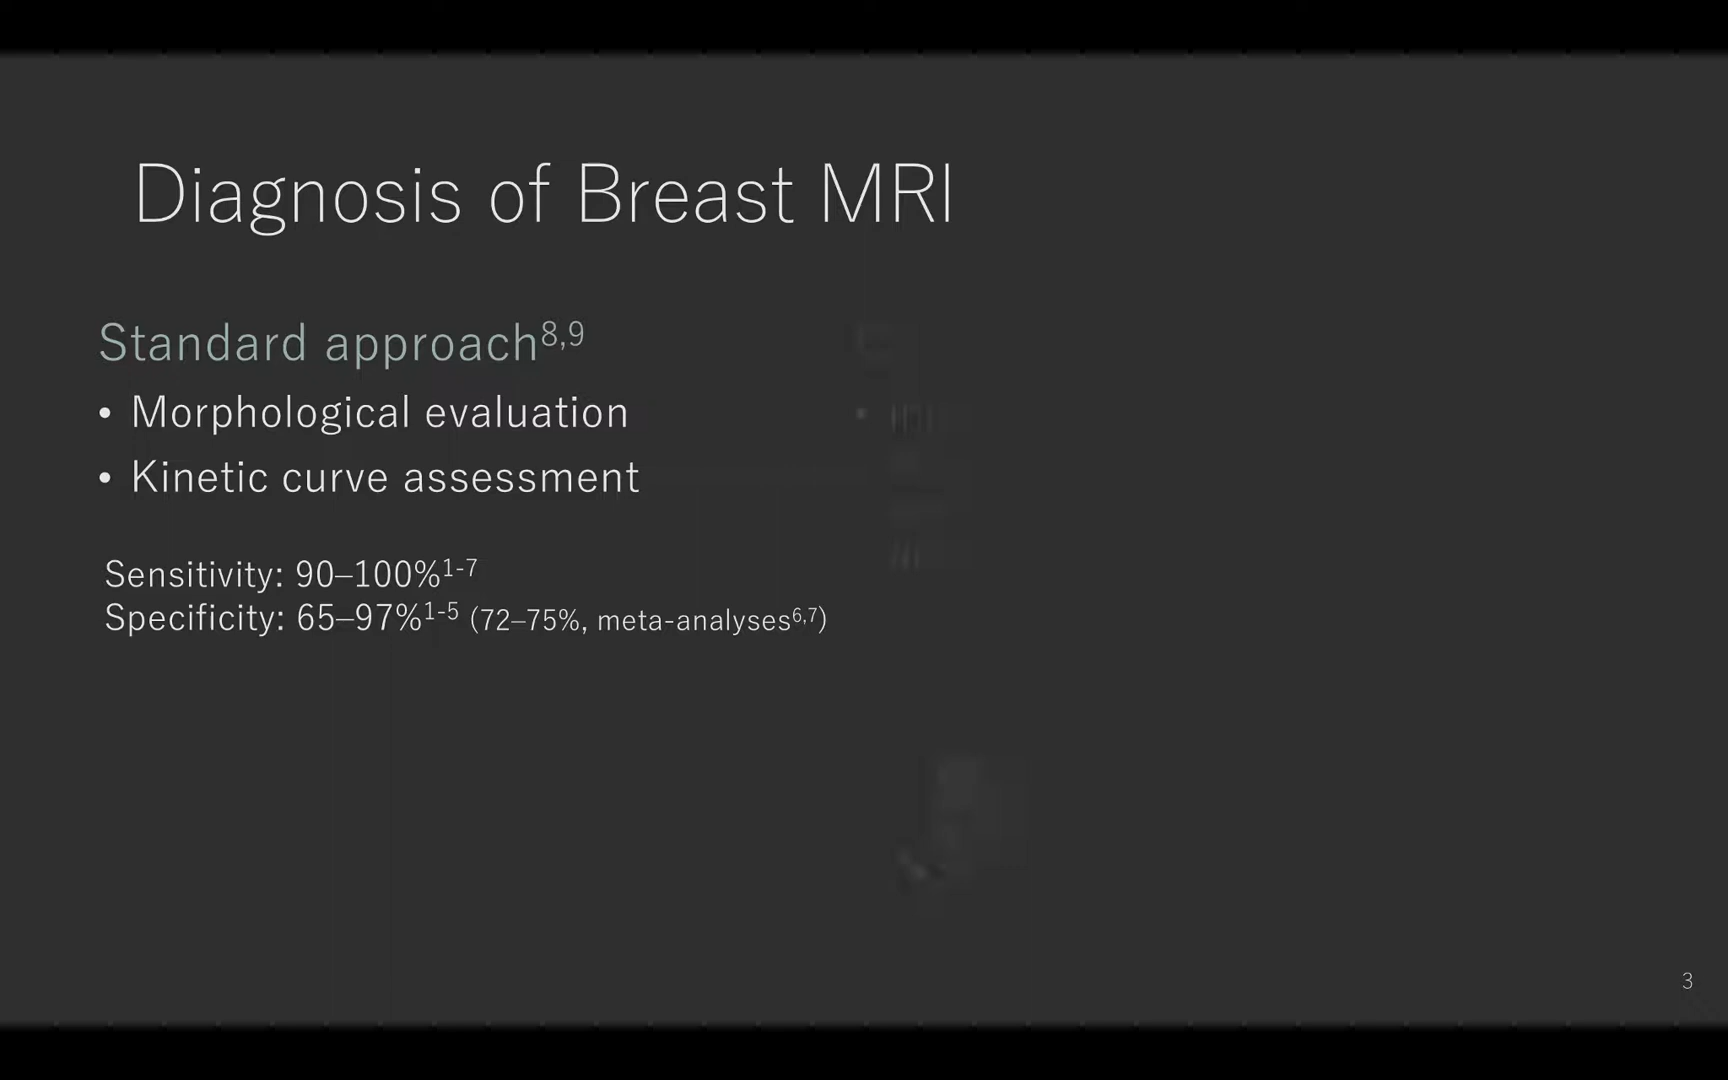 Diagnosis of Breast MRI
Standard approach8,9
• Morphological evaluation
• Kinetic curve assessment
Sensitivity: 90–100%1-7
Specificity: 65–97%1-5 (72–75%, meta-analyses6,7)
3